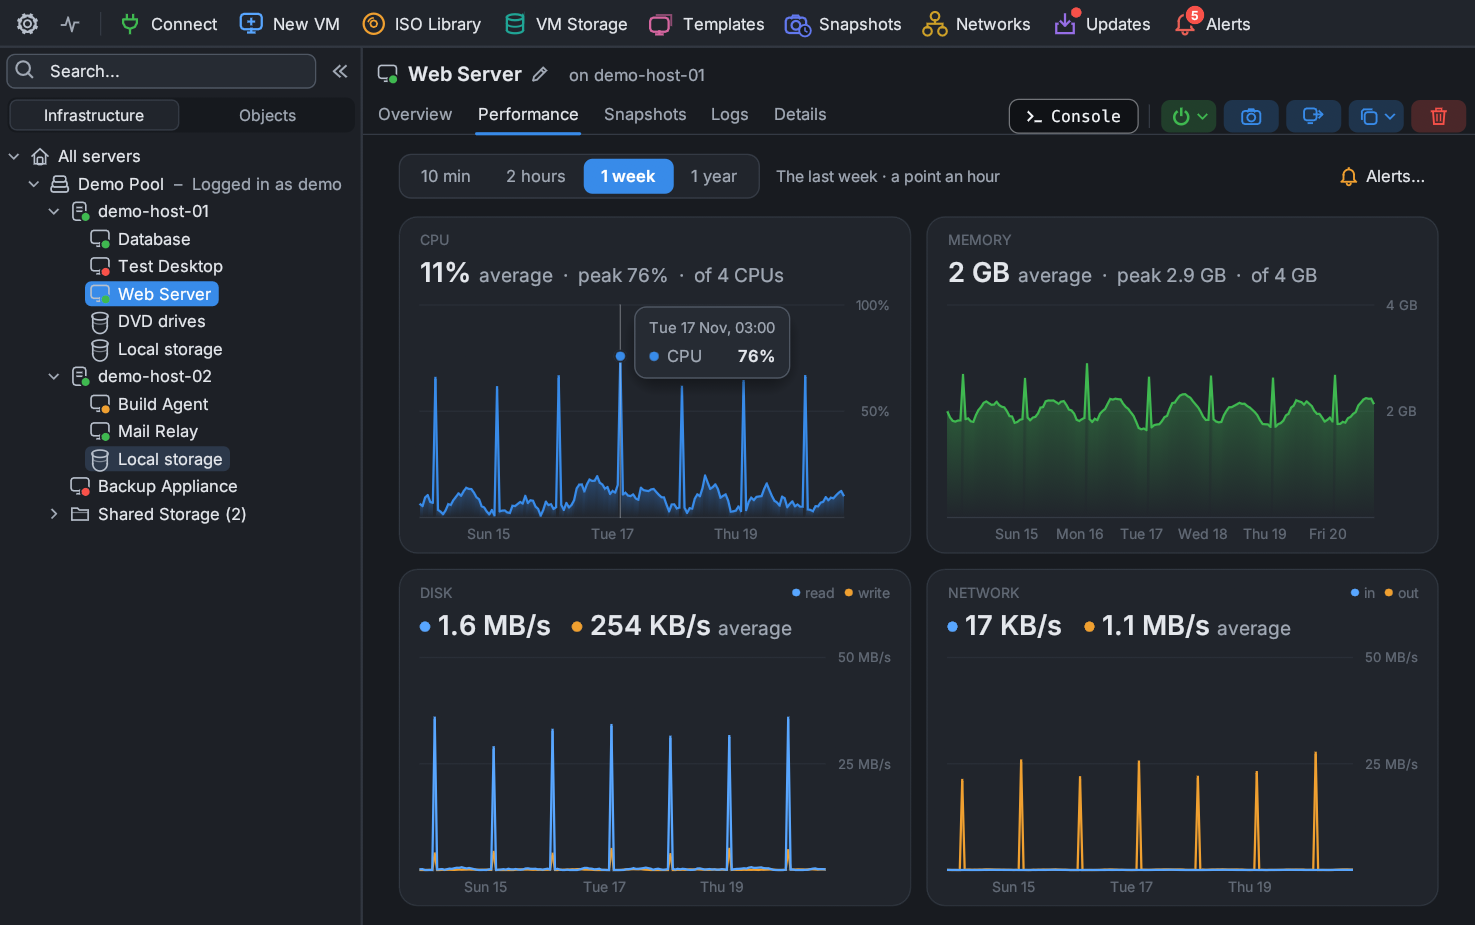 Connect New VM ISO Library VM Storage Templates Snapshots Networks Updates 5 Alerts
Search...
Infrastructure Objects
All servers
Demo Pool – Logged in as demo
demo-host-01
Database
Test Desktop
Web Server
DVD drives
Local storage
demo-host-02
Build Agent
Mail Relay
Local storage
Backup Appliance
Shared Storage (2)
Web Server on demo-host-01
Overview Performance Snapshots Logs Details
>_ Console
10 min 2 hours 1 week 1 year The last week · a point an hour
Alerts...
CPU
11% average · peak 76% · of 4 CPUs
100%
Tue 17 Nov, 03:00
CPU 76%
50%
Sun 15 Tue 17 Thu 19
MEMORY
2 GB average · peak 2.9 GB · of 4 GB
4 GB
2 GB
Sun 15 Mon 16 Tue 17 Wed 18 Thu 19 Fri 20
DISK read write
1.6 MB/s 254 KB/s average
50 MB/s
25 MB/s
Sun 15 Tue 17 Thu 19
NETWORK in out
17 KB/s 1.1 MB/s average
50 MB/s
25 MB/s
Sun 15 Tue 17 Thu 19